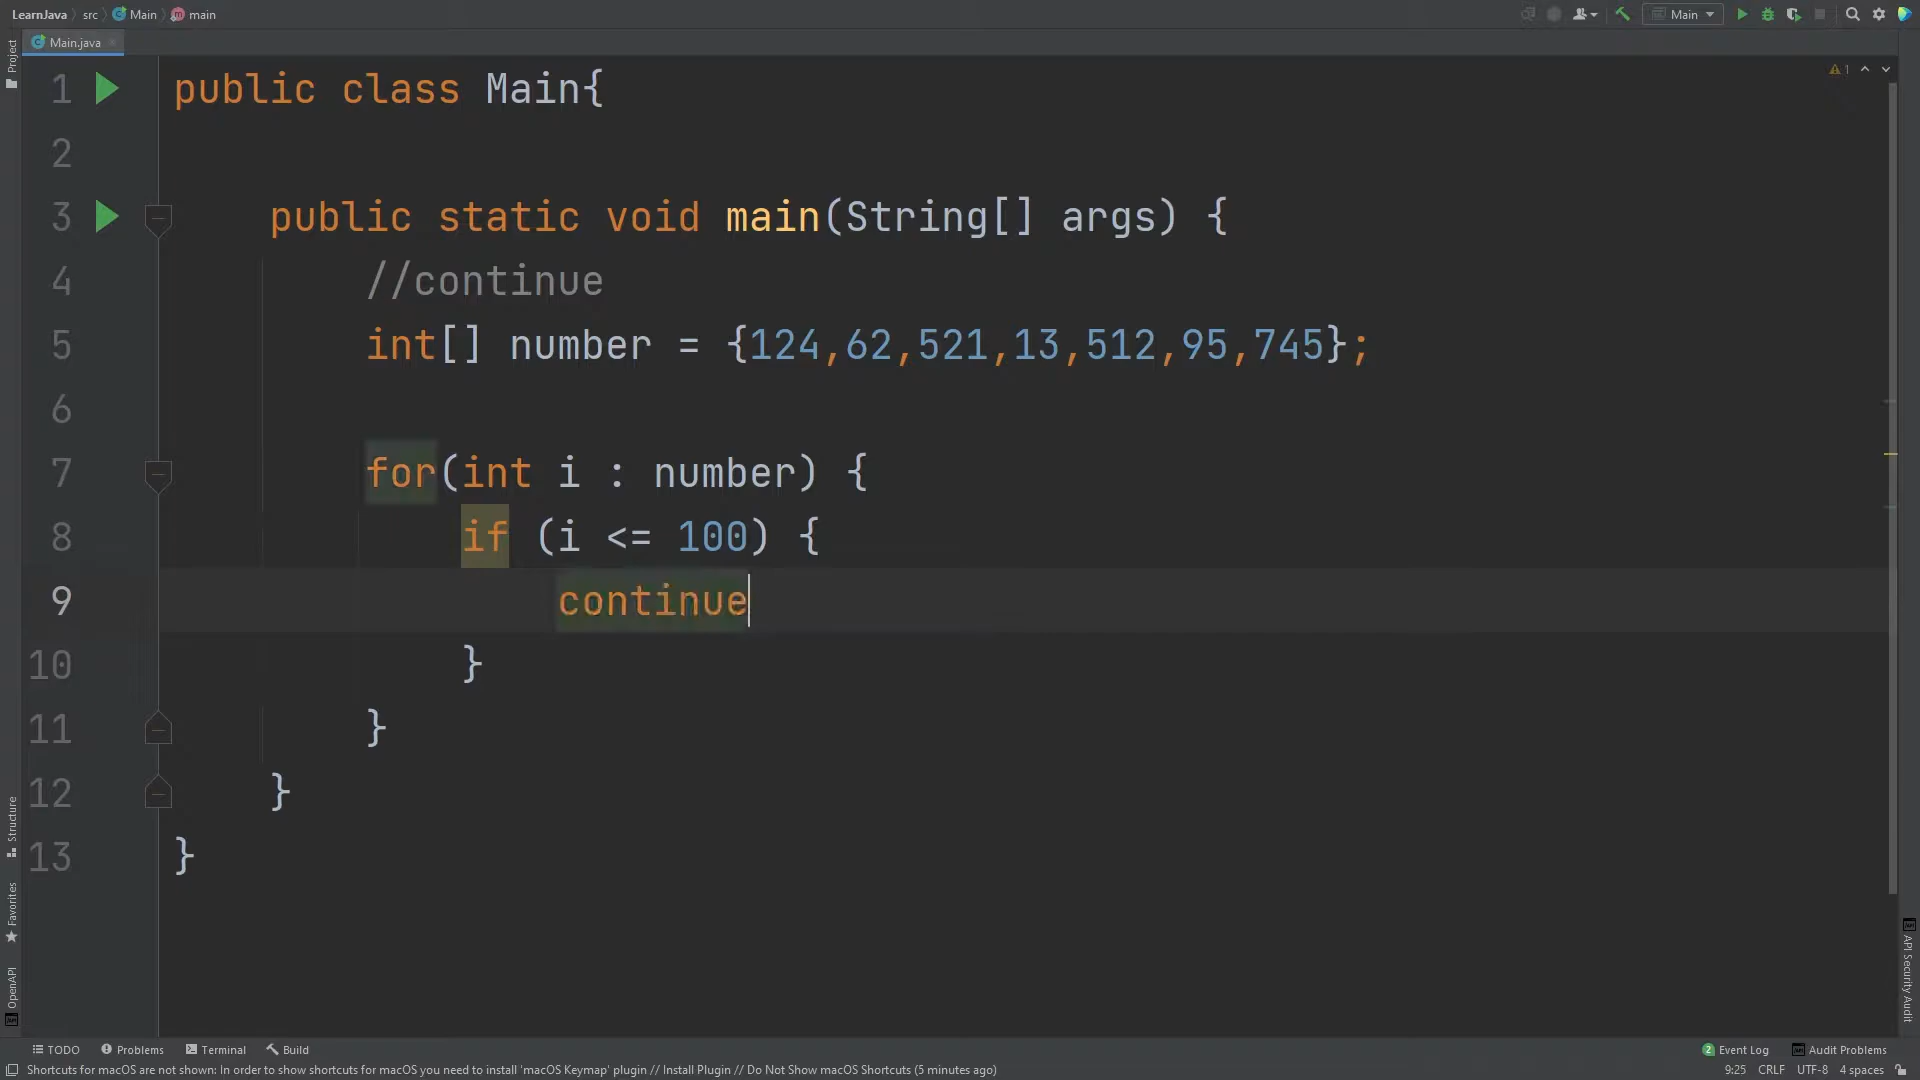 LearnJava src Main main
Main
Main.java
1
Project
1 public class Main{
2
3 public static void main(String[] args) {
4 //continue
5 int[] number = {124,62,521,13,512,95,745};
6
7 for(int i : number) {
8 if (i <= 100) {
9 continue
10 }
11 }
12 }
13 }
Structure
Favorites
OpenAPI
API Security Audit
TODO Problems Terminal Build
2 Event Log Audit Problems
Shortcuts for macOS are not shown: In order to show shortcuts for macOS you need to install 'macOS Keymap' plugin // Install Plugin // Do Not Show macOS Shortcuts (5 minutes ago)
9:25 CRLF UTF-8 4 spaces